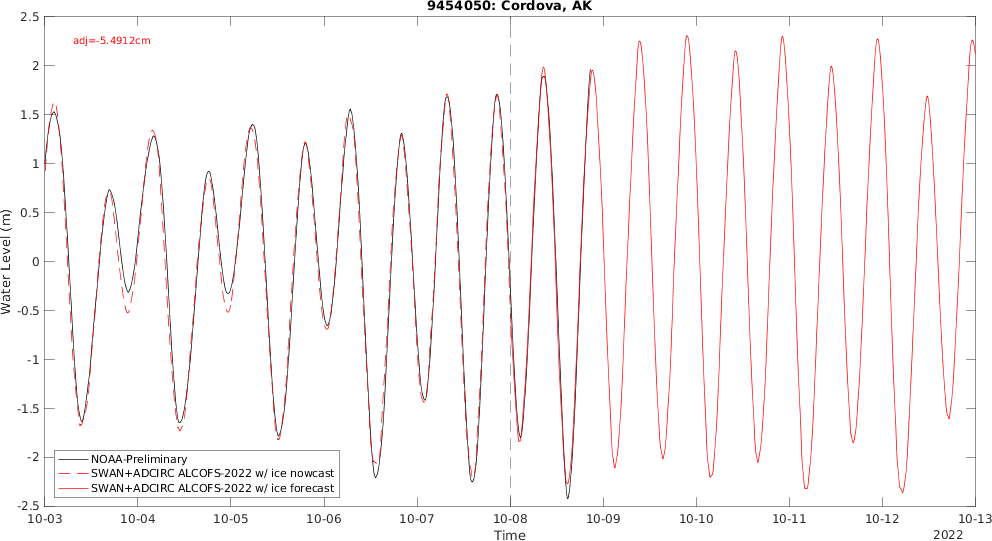 9454050: Cordova, AK
adj=-5.4912cm
2.5
2
1.5
1
0.5
0
-0.5
-1
-1.5
-2
-2.5
Water Level (m)
NOAA-Preliminary
SWAN+ADCIRC ALCOFS-2022 w/ ice nowcast
SWAN+ADCIRC ALCOFS-2022 w/ ice forecast
10-03 10-04 10-05 10-06 10-07 10-08 10-09 10-10 10-11 10-12 10-13
Time
2022